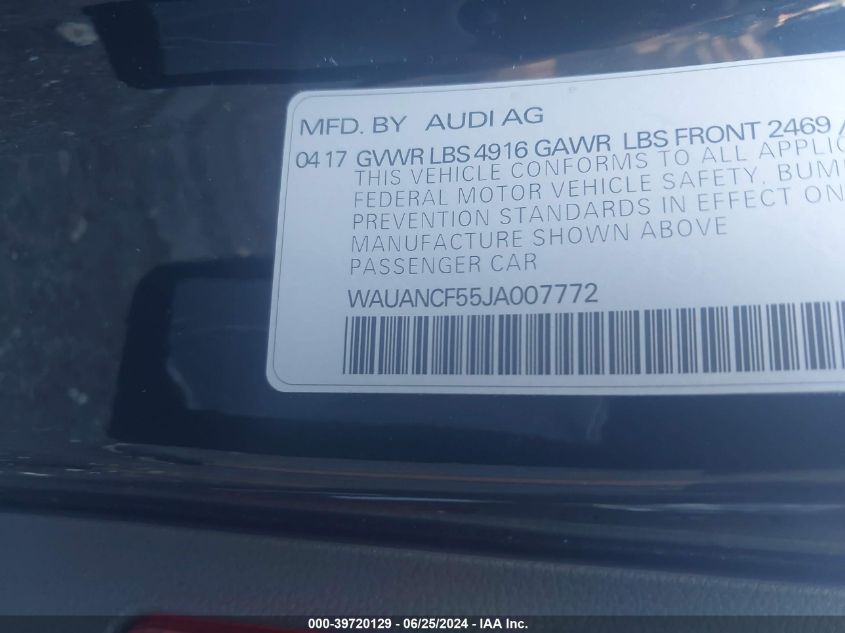 MFD. BY AUDI AG
04 17 GVWR LBS 4916 GAWR LBS FRONT 2469 /
THIS VEHICLE CONFORMS TO ALL
FEDERAL MOTOR VEHICLE SAFETY,
PREVENTION STANDARDS IN EFFECT ON
MANUFACTURE SHOWN ABOVE
PASSENGER CAR
WAUANCF55JA007772
000-39720129 - 06/25/2024 - IAA Inc.